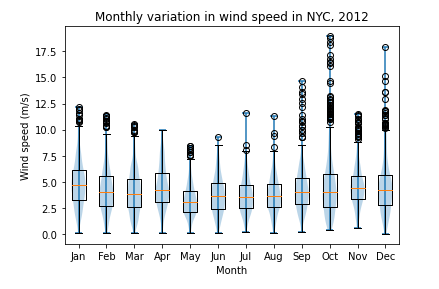 Monthly variation in wind speed in NYC, 2012
Wind speed (m/s)
17.5
15.0
12.5
10.0
7.5
5.0
2.5
0.0
Jan Feb Mar Apr May Jun Jul Aug Sep Oct Nov Dec
Month